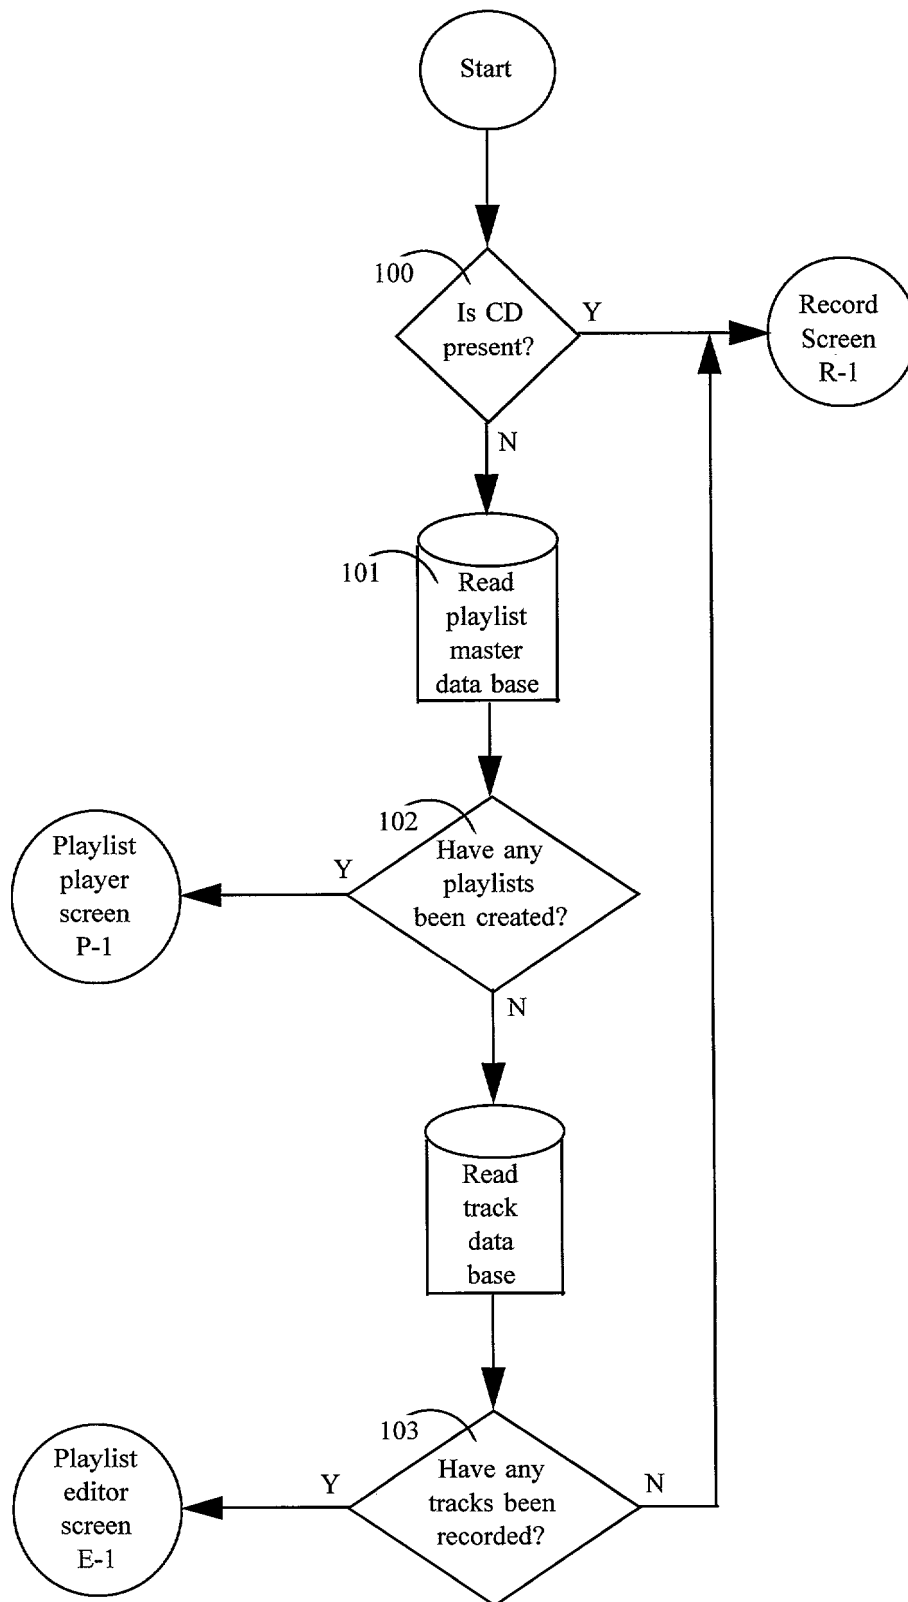 Start
100
Is CD
present?
Y
Record
Screen
R-1
N
101
Read
playlist
master
data base
102
Have any
playlists
been created?
Y
Playlist
player
screen
P-1
N
Read
track
data
base
103
Have any
tracks been
recorded?
Y
N
Playlist
editor
screen
E-1